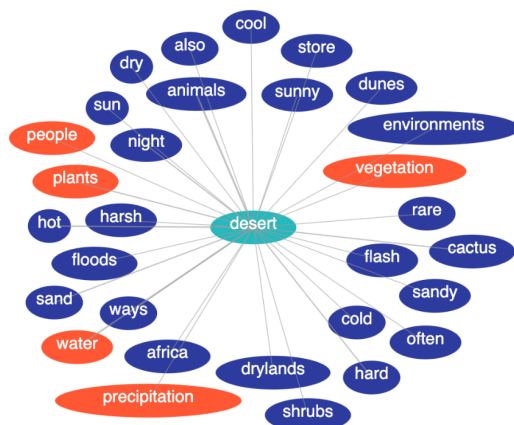 cool
also
store
dry
animals
sunny
dunes
sun
environments
people
night
vegetation
plants
harsh
rare
hot
desert
cactus
floods
flash
sand
sandy
ways
cold
water
often
africa
drylands
hard
precipitation
shrubs